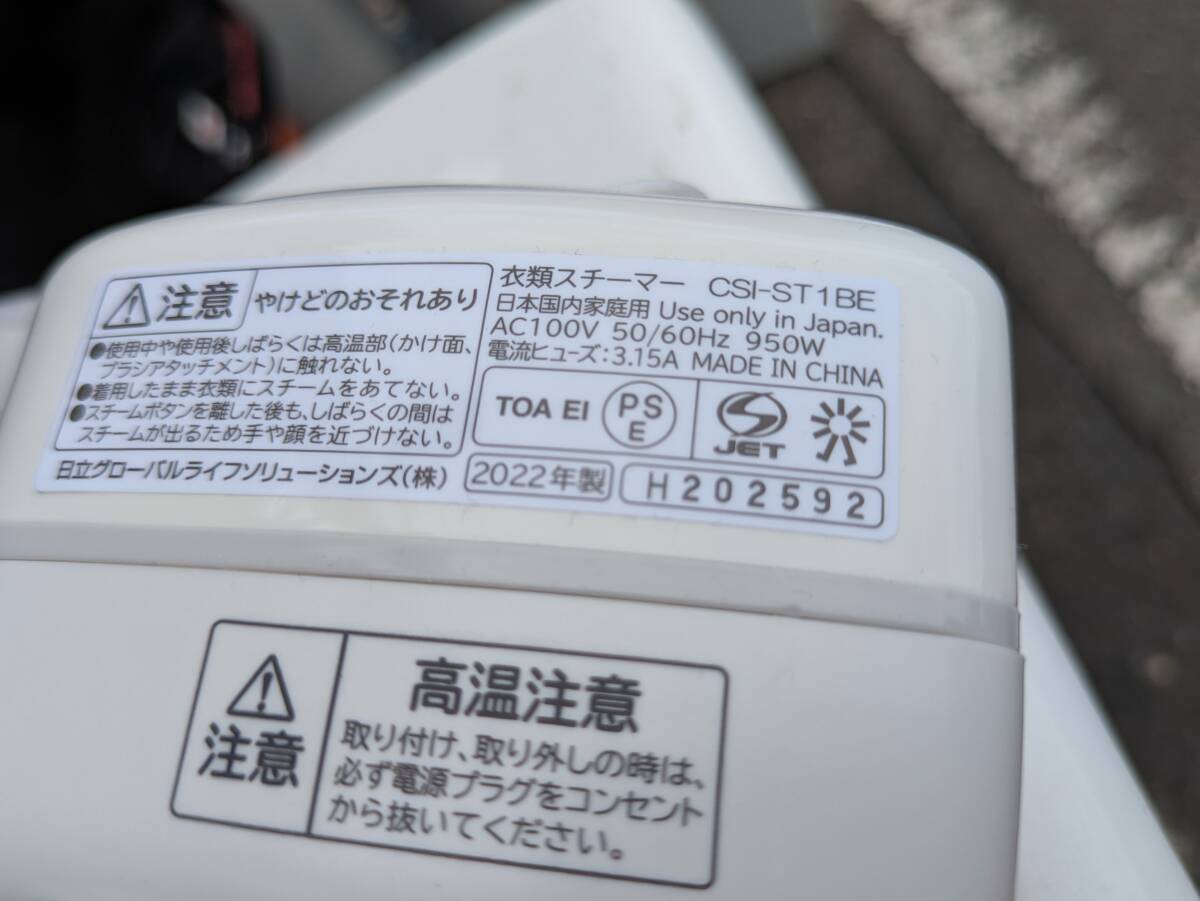 注意 やけどのおそれあり
●使用中や使用後しばらくは高温部(かけ面、
ブラシアタッチメント)に触れない。
●着用したまま衣類にスチームをあてない。
●スチームボタンを離した後も、しばらくの間は
スチームが出るため手や顔を近づけない。
日立グローバルライフソリューションズ(株)
衣類スチーマー CSI-ST1BE
日本国内家庭用 Use only in Japan.
AC100V 50/60Hz 950W
電流ヒューズ:3.15A MADE IN CHINA
TOA EI PS E JET
2022年製 H202592
注意
高温注意
取り付け、取り外しの時は、
必ず電源プラグをコンセント
から抜いてください。